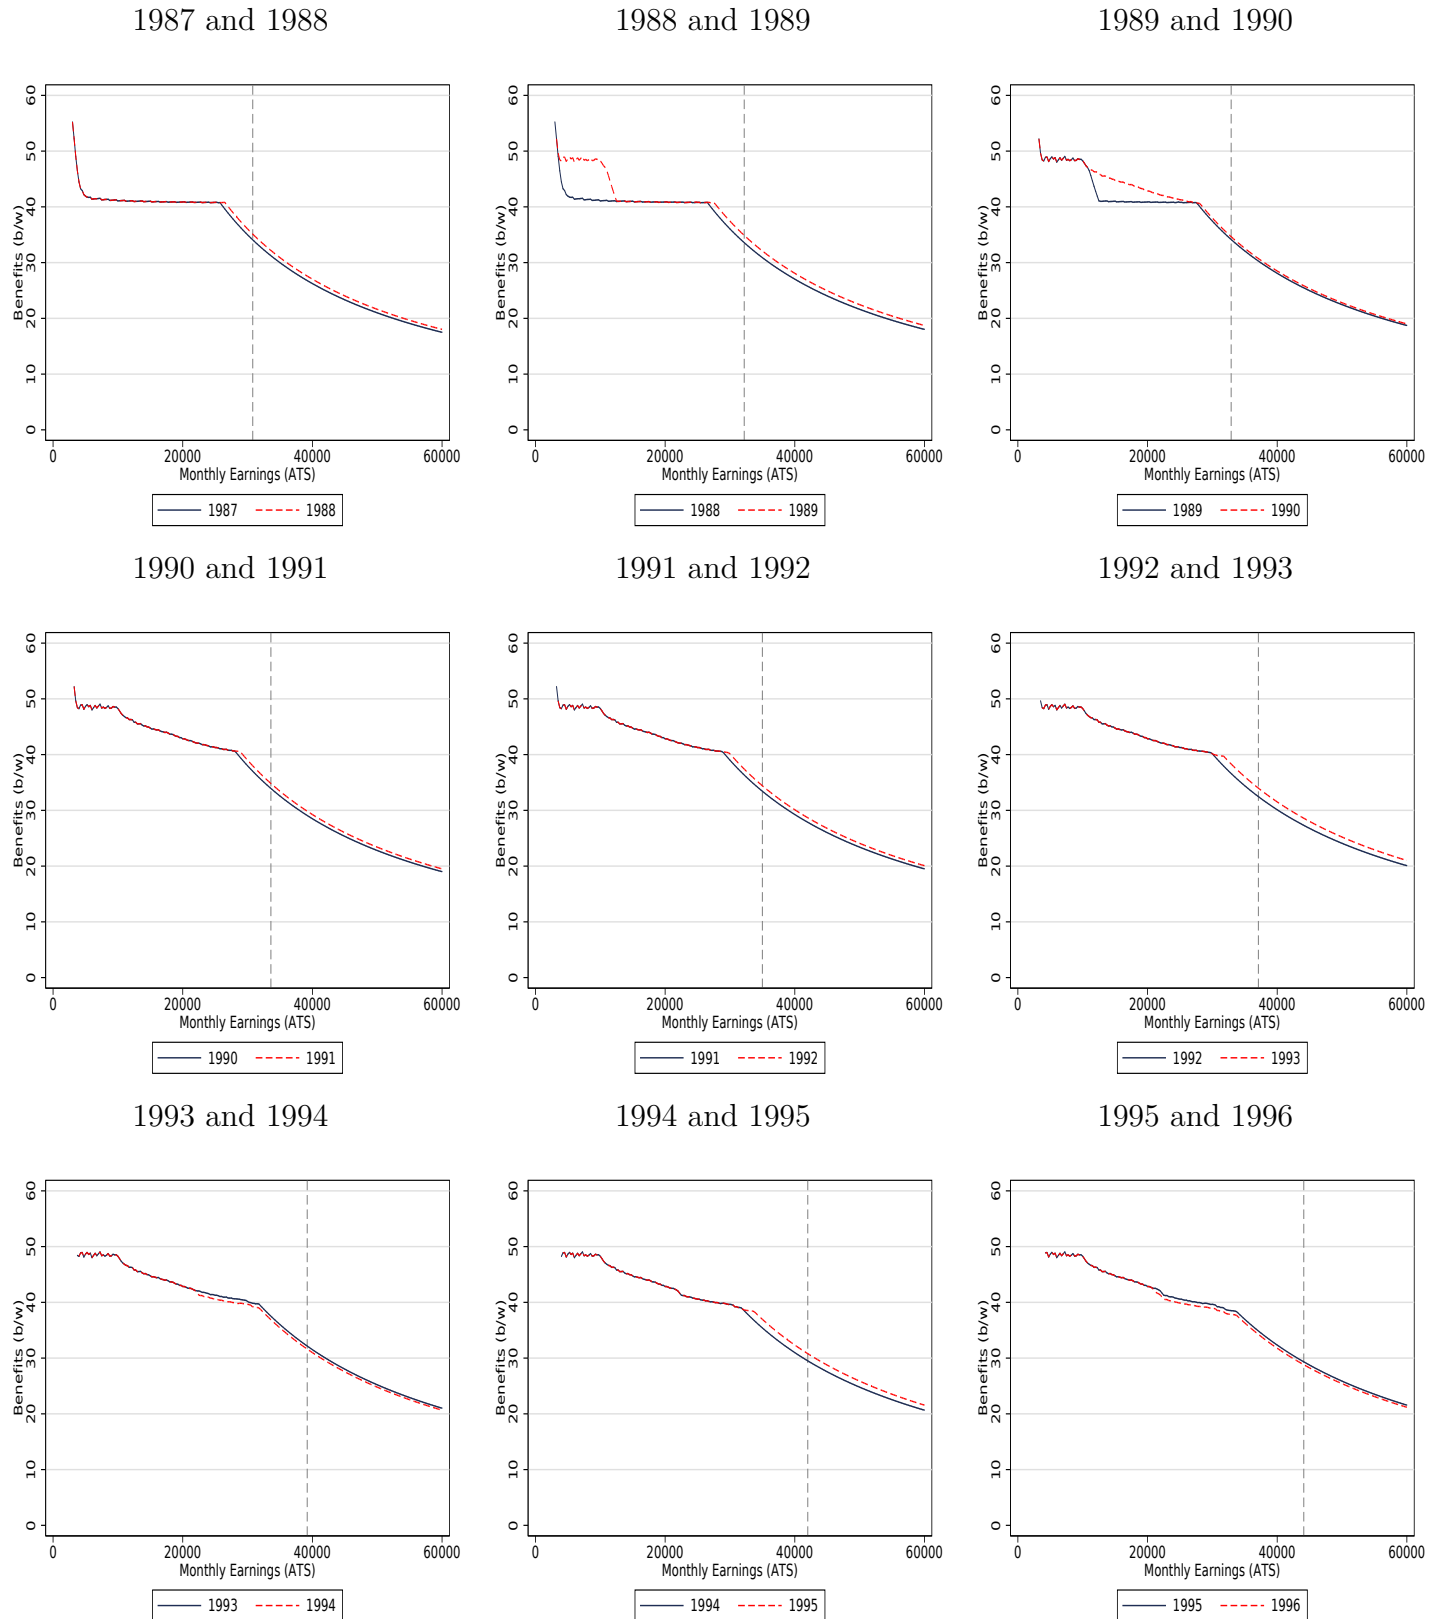 1987 and 1988
1988 and 1989
1989 and 1990
Benefits (b/w)
0 10 20 30 40 50 60
0 20000 40000 60000
Monthly Earnings (ATS)
1987 1988
Benefits (b/w)
0 10 20 30 40 50 60
0 20000 40000 60000
Monthly Earnings (ATS)
1988 1989
Benefits (b/w)
0 10 20 30 40 50 60
0 20000 40000 60000
Monthly Earnings (ATS)
1989 1990
1990 and 1991
1991 and 1992
1992 and 1993
Benefits (b/w)
0 10 20 30 40 50 60
0 20000 40000 60000
Monthly Earnings (ATS)
1990 1991
Benefits (b/w)
0 10 20 30 40 50 60
0 20000 40000 60000
Monthly Earnings (ATS)
1991 1992
Benefits (b/w)
0 10 20 30 40 50 60
0 20000 40000 60000
Monthly Earnings (ATS)
1992 1993
1993 and 1994
1994 and 1995
1995 and 1996
Benefits (b/w)
0 10 20 30 40 50 60
0 20000 40000 60000
Monthly Earnings (ATS)
1993 1994
Benefits (b/w)
0 10 20 30 40 50 60
0 20000 40000 60000
Monthly Earnings (ATS)
1994 1995
Benefits (b/w)
0 10 20 30 40 50 60
0 20000 40000 60000
Monthly Earnings (ATS)
1995 1996